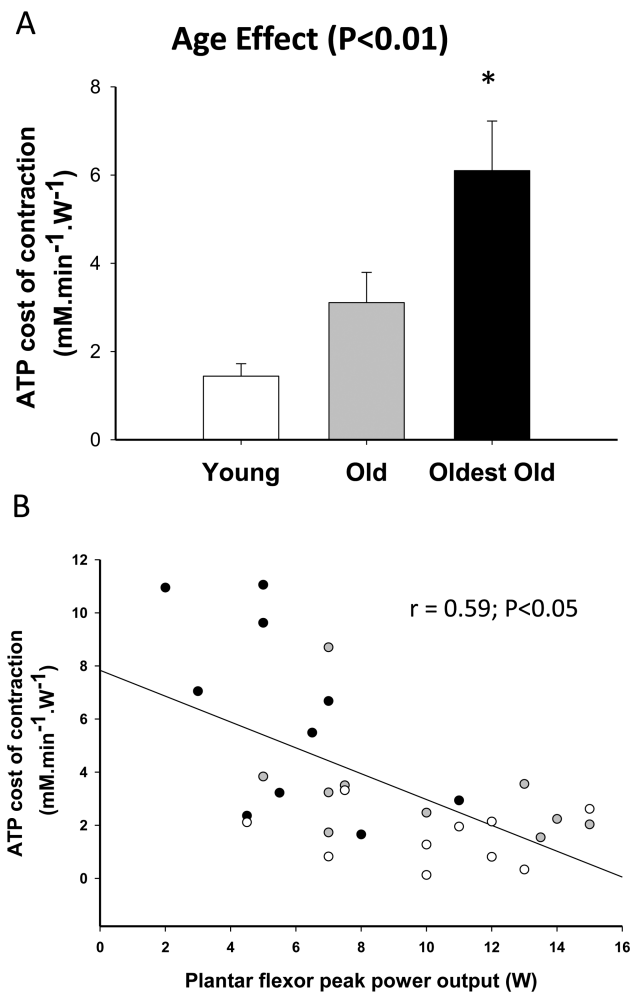 A
Age Effect (P<0.01)
*
ATP cost of contraction
(mM.min-1.W-1)
8
6
4
2
0
Young Old Oldest Old
B
r = 0.59; P<0.05
ATP cost of contraction
(mM.min-1.W-1)
12
10
8
6
4
2
0
0 2 4 6 8 10 12 14 16
Plantar flexor peak power output (W)